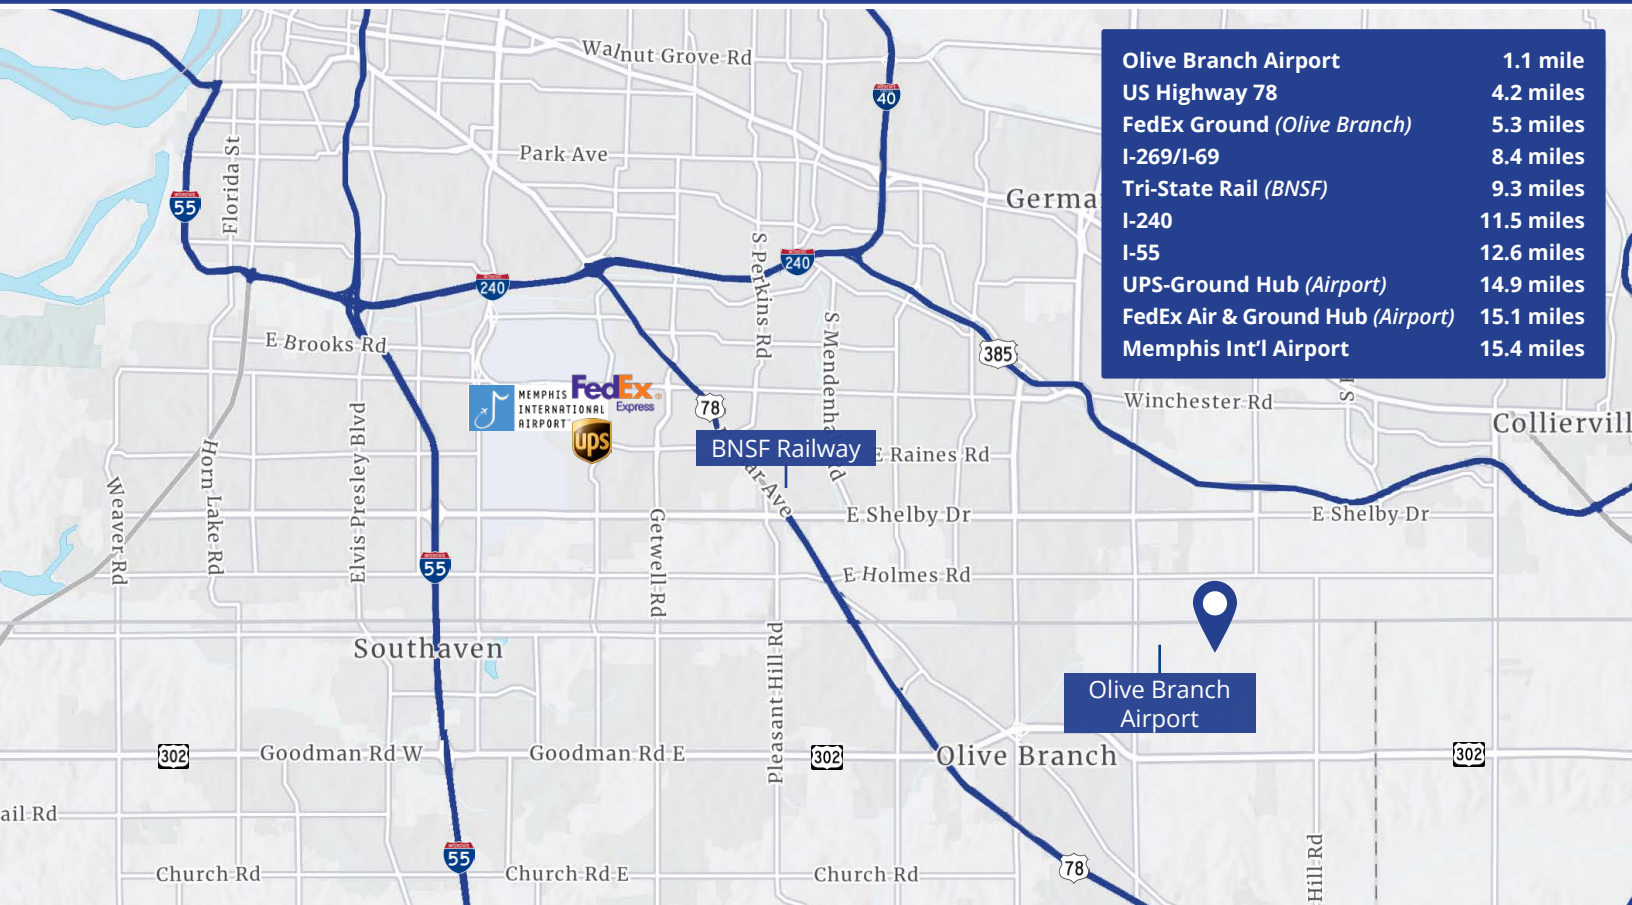 Walnut Grove Rd
40
Park Ave
Florida St
55
Germa
Olive Branch Airport 1.1 mile
US Highway 78 4.2 miles
FedEx Ground (Olive Branch) 5.3 miles
I-269/I-69 8.4 miles
Tri-State Rail (BNSF) 9.3 miles
I-240 11.5 miles
I-55 12.6 miles
UPS-Ground Hub (Airport) 14.9 miles
FedEx Air & Ground Hub (Airport) 15.1 miles
Memphis Int'l Airport 15.4 miles
240
240
S Perkins Rd
S Mendenha
E Brooks Rd
385
MEMPHIS
INTERNATIONAL
AIRPORT
FedEx
Express
ups
78
Winchester Rd
S
Colliervill
BNSF Railway
E Raines Rd
ar Ave
Weaver Rd
Horn Lake Rd
Elvis Presley Blvd
Getwell Rd
E Shelby Dr
E Shelby Dr
55
E Holmes Rd
Southaven
Pleasant Hill Rd
Olive Branch
Airport
302
Goodman Rd W
Goodman Rd E
302
Olive Branch
302
ail Rd
Church Rd
55
Church Rd E
Church Rd
78
Hill Rd